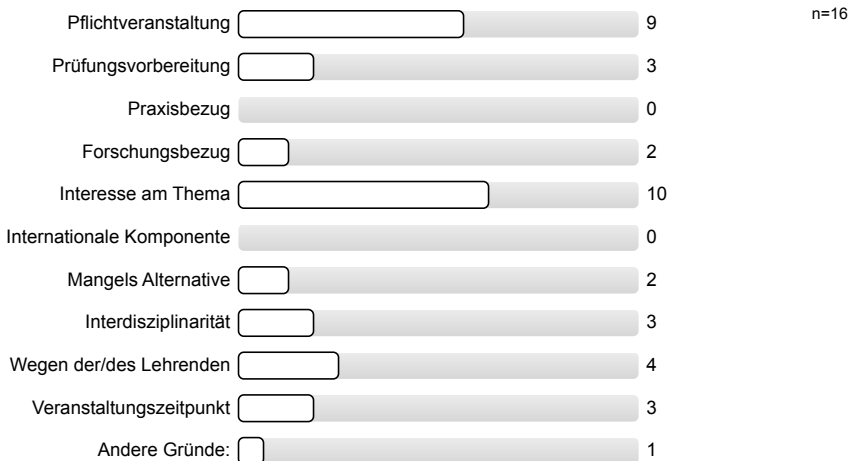 Pflichtveranstaltung 9 n=16
Prüfungsvorbereitung 3
Praxisbezug 0
Forschungsbezug 2
Interesse am Thema 10
Internationale Komponente 0
Mangels Alternative 2
Interdisziplinarität 3
Wegen der/des Lehrenden 4
Veranstaltungszeitpunkt 3
Andere Gründe: 1